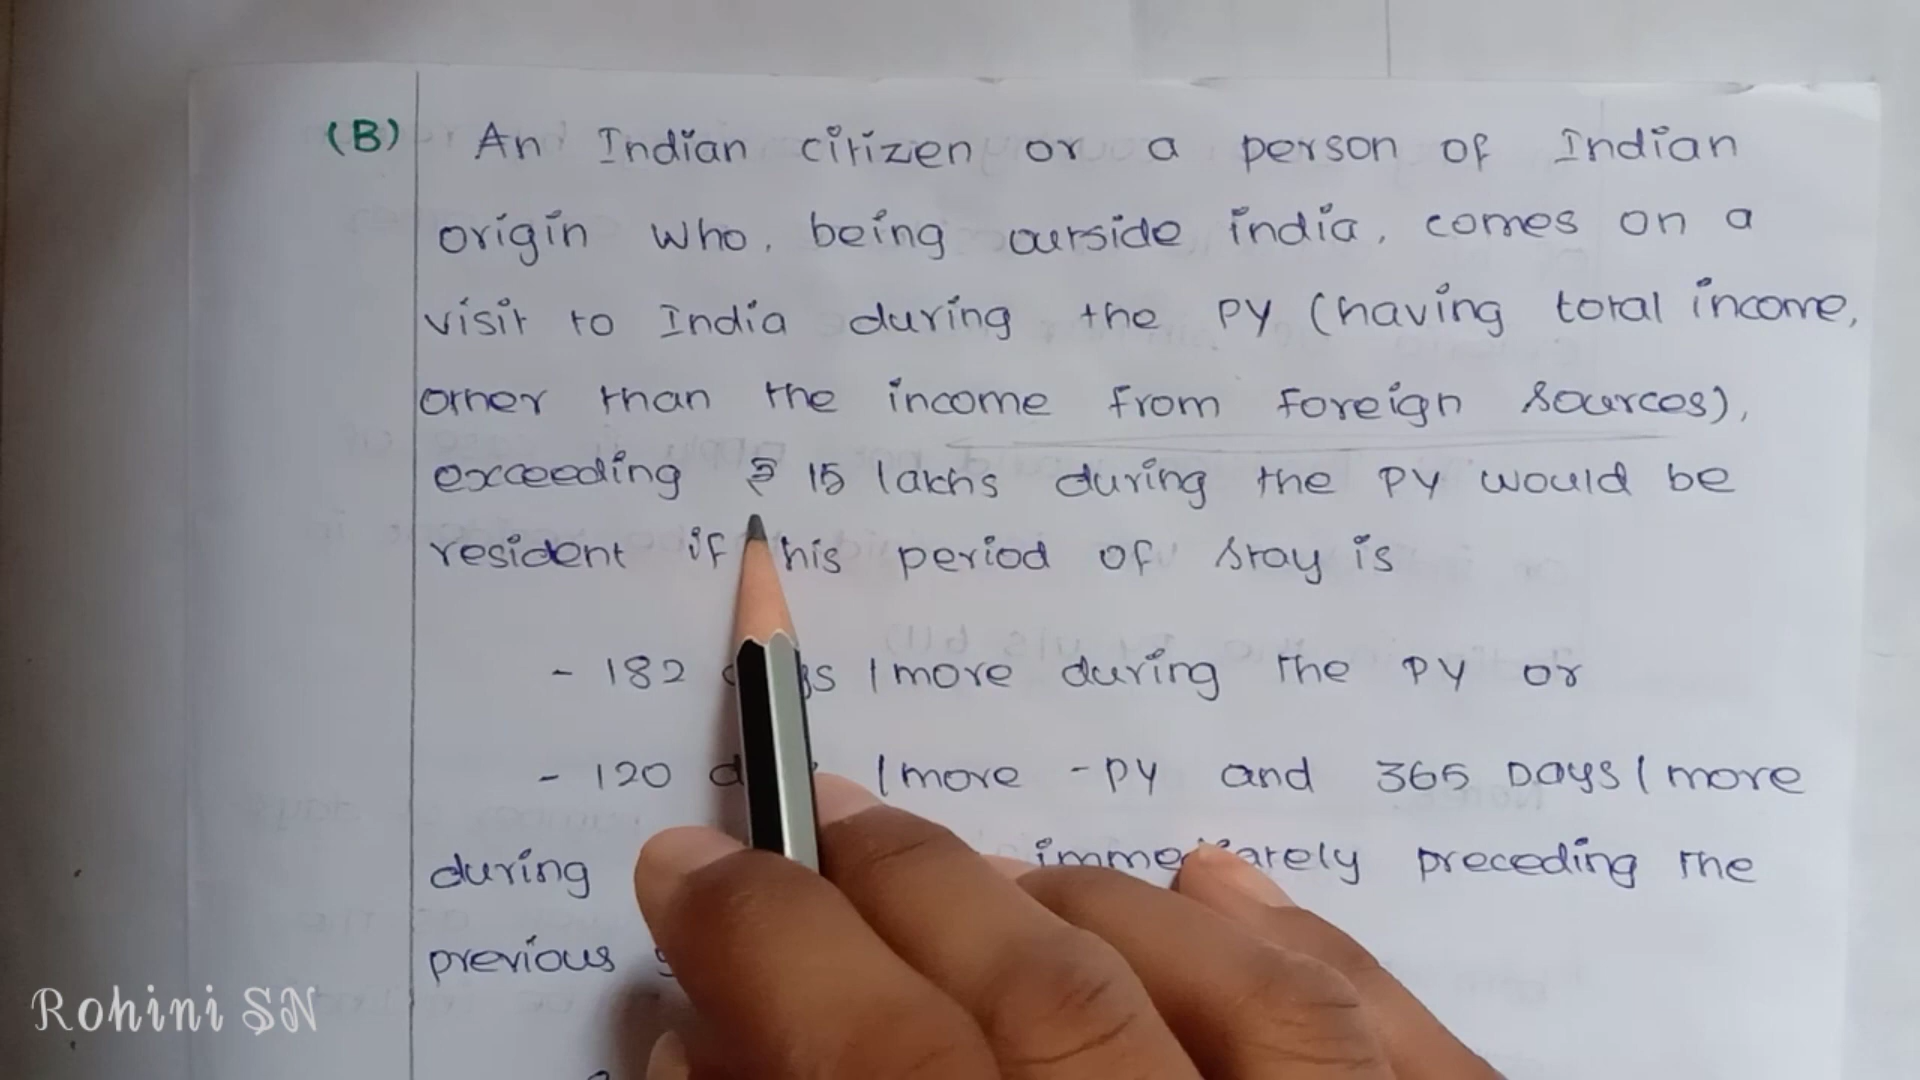 (B) An Indian citizen or a person of Indian
origin who, being outside india, comes on a
visit to India during the PY (having total income,
other than the income from foreign sources),
exceeding ₹ 15 lakhs during the PY would be
resident if his period of stay is
- 182 /more during the PY or
- 120 /more - PY and 365 Days/more
during immediately preceding the
previous
Rohini SN